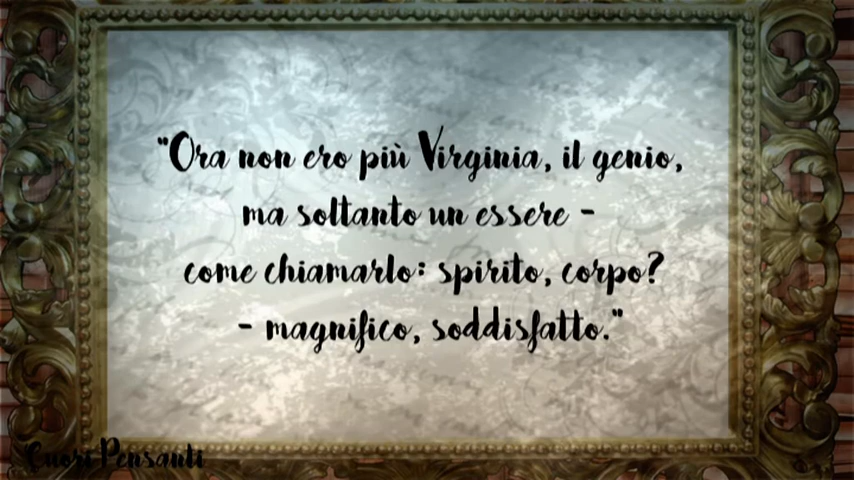 "Ora non ero più Virginia, il genio,
ma soltanto un essere -
come chiamarlo: spirito, corpo?
- magnifico, soddisfatto."
Cuori Pensanti